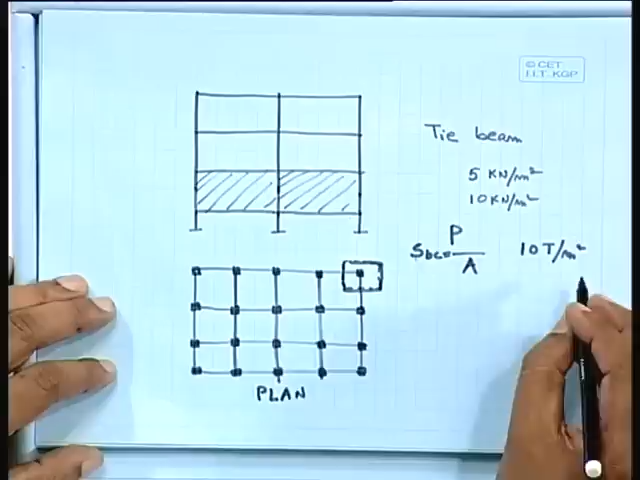 © CET
I.I.T. KGP
Tie beam
5 KN/m²
10 KN/m²
Sbc = P/A 10 T/m²
PLAN